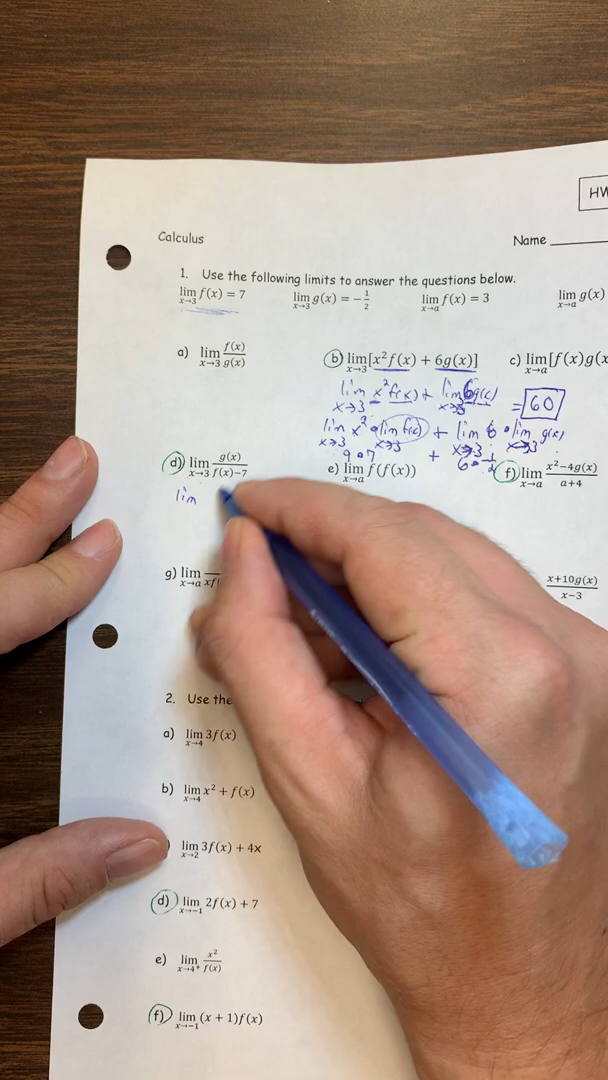 HW
Calculus
Name
1. Use the following limits to answer the questions below.
lim x→3 f(x) = 7
lim x→3 g(x) = −1/2
lim x→a f(x) = 3
lim x→a g(x)
a) lim x→3 f(x)/g(x)
b) lim x→3 [x²f(x) + 6g(x)]
c) lim x→a [f(x)g(x
lim x→3 x²f(x) + lim x→3 6g(x) = 60
lim x→3 x² • lim x→3 f(x) + lim x→3 6 • lim x→3 g(x)
9 • 7 + 6 •
d) lim x→3 g(x)/f(x)−7
e) lim x→a f(f(x))
f) lim x→a x²−4g(x)/a+4
lim
g) lim x→a xf(
x+10g(x)/x−3
2. Use the
a) lim x→4 3f(x)
b) lim x→4 x² + f(x)
) lim x→2 3f(x) + 4x
d) lim x→−1 2f(x) + 7
e) lim x→4⁺ x²/f(x)
f) lim x→−1 (x + 1)f(x)